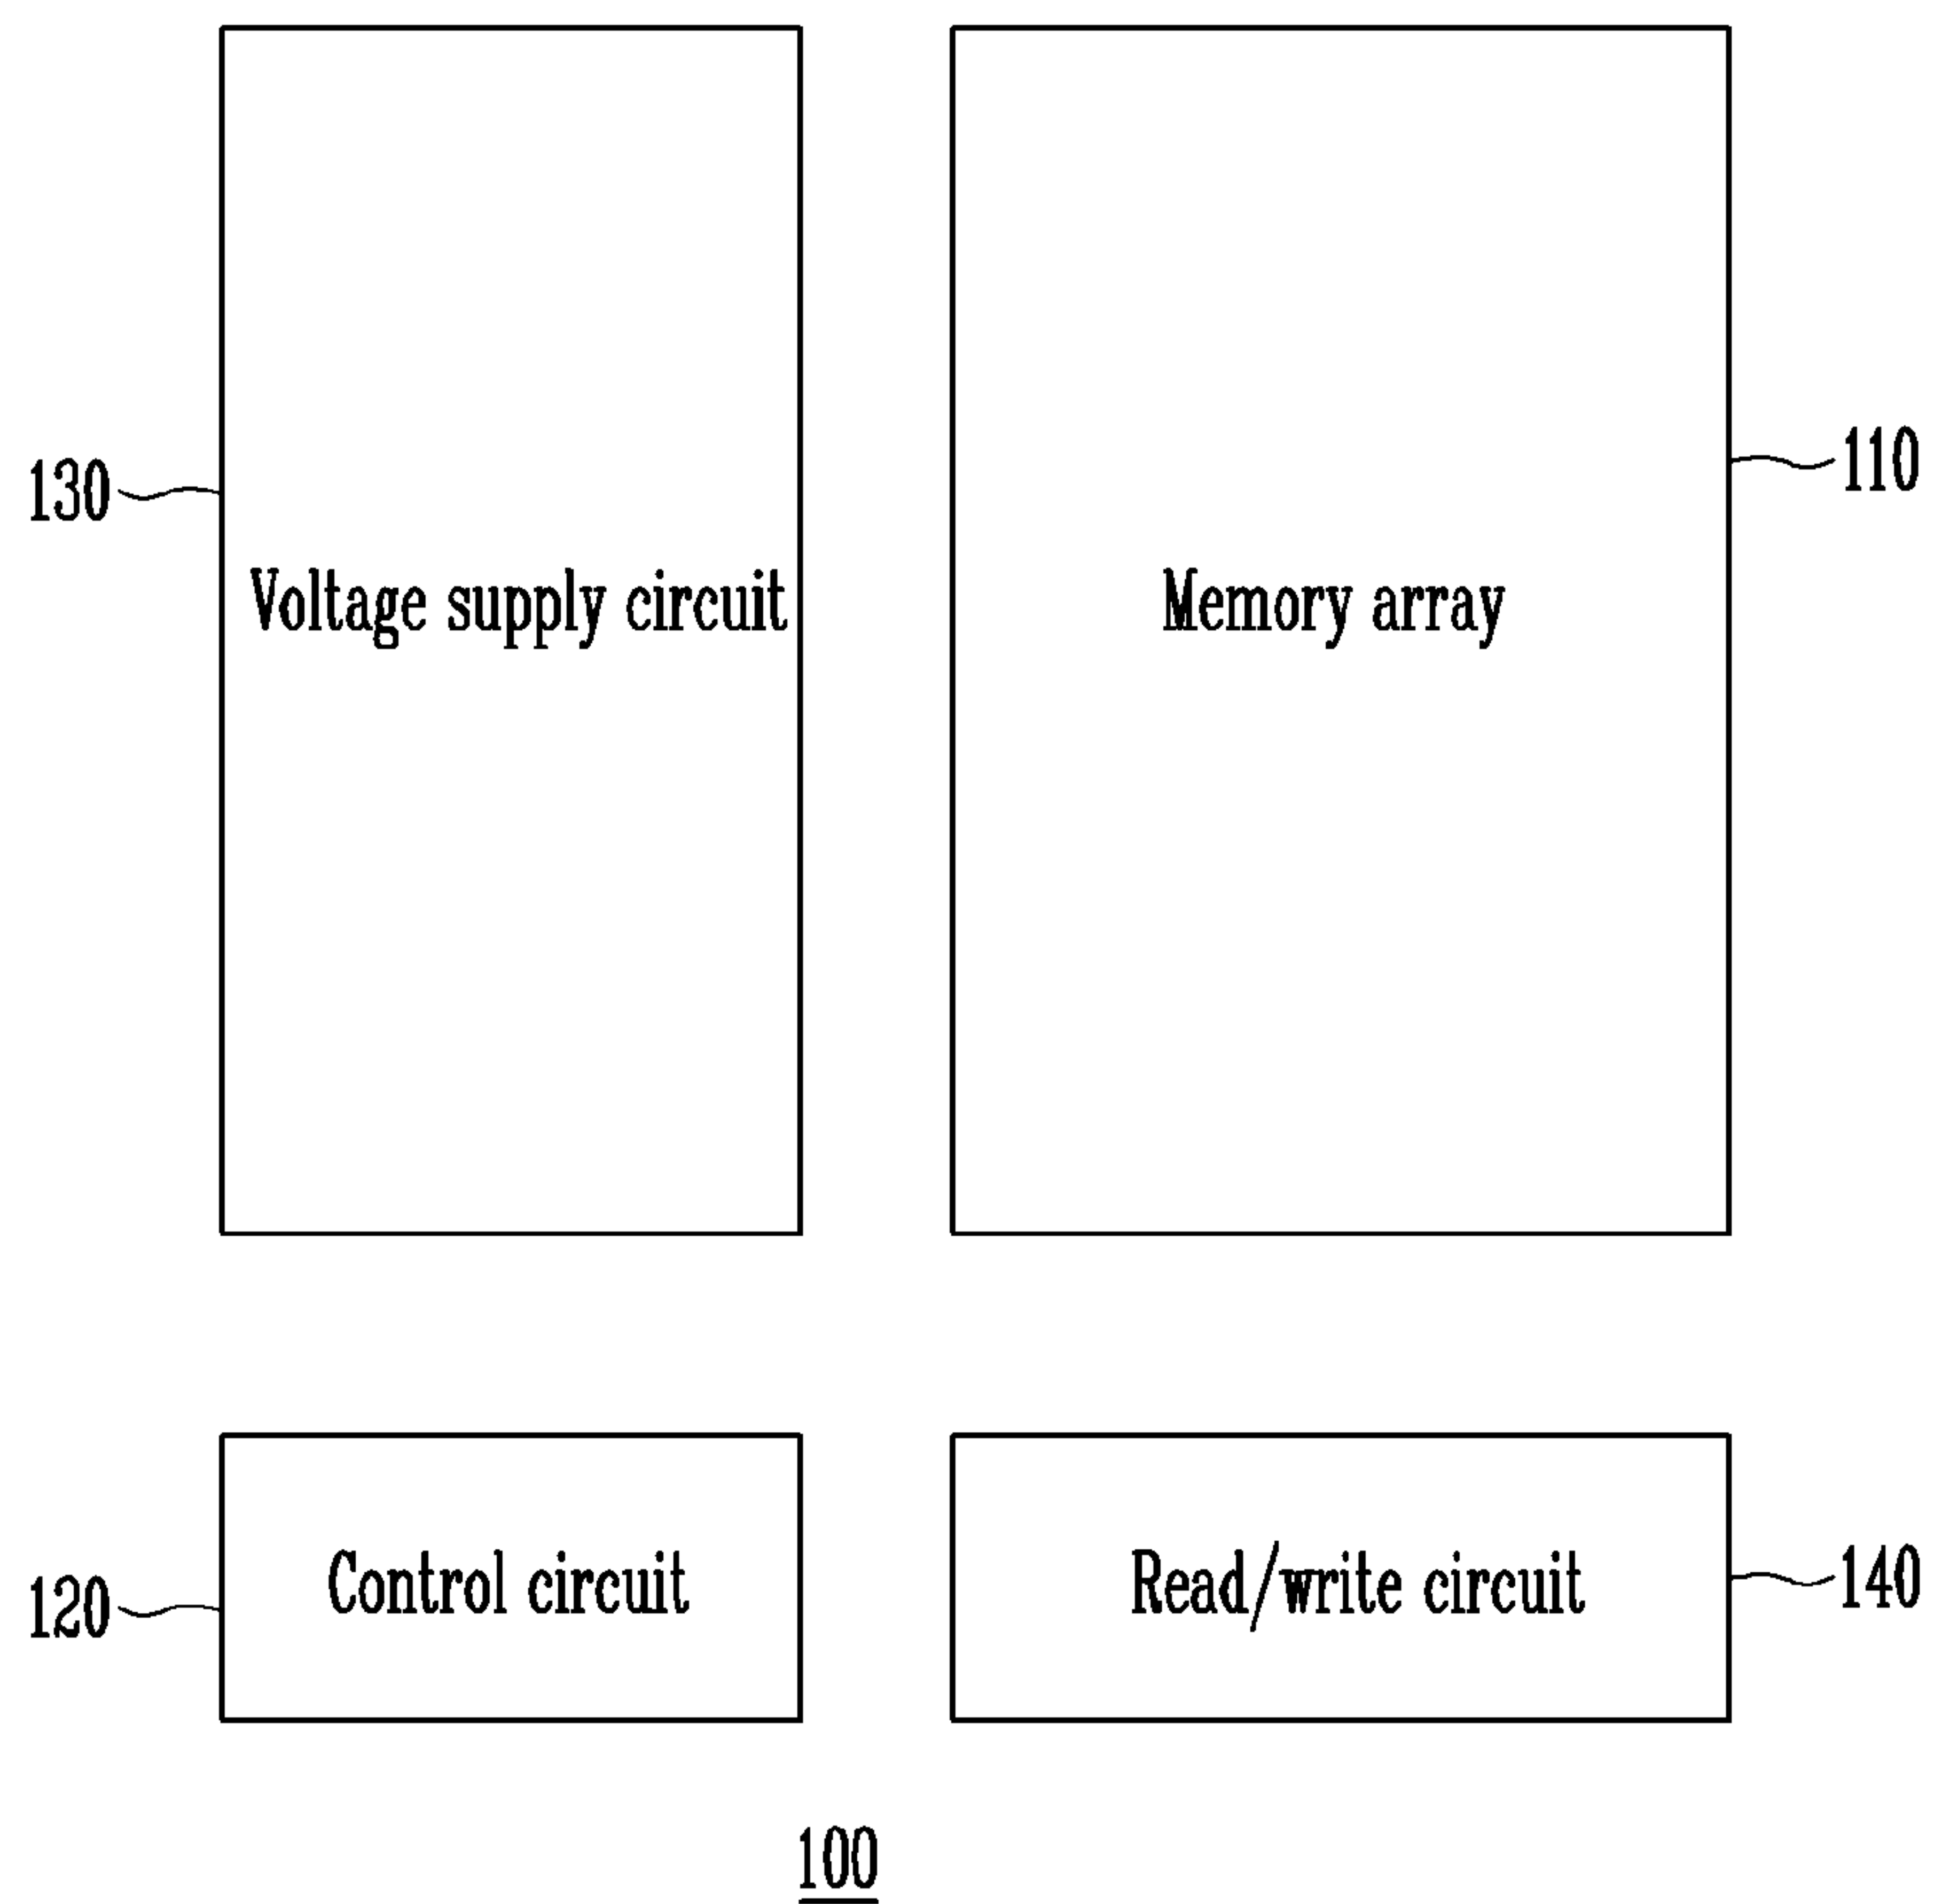 110
130
Voltage supply circuit
Memory array
Control circuit
Read/write circuit
140
120
100